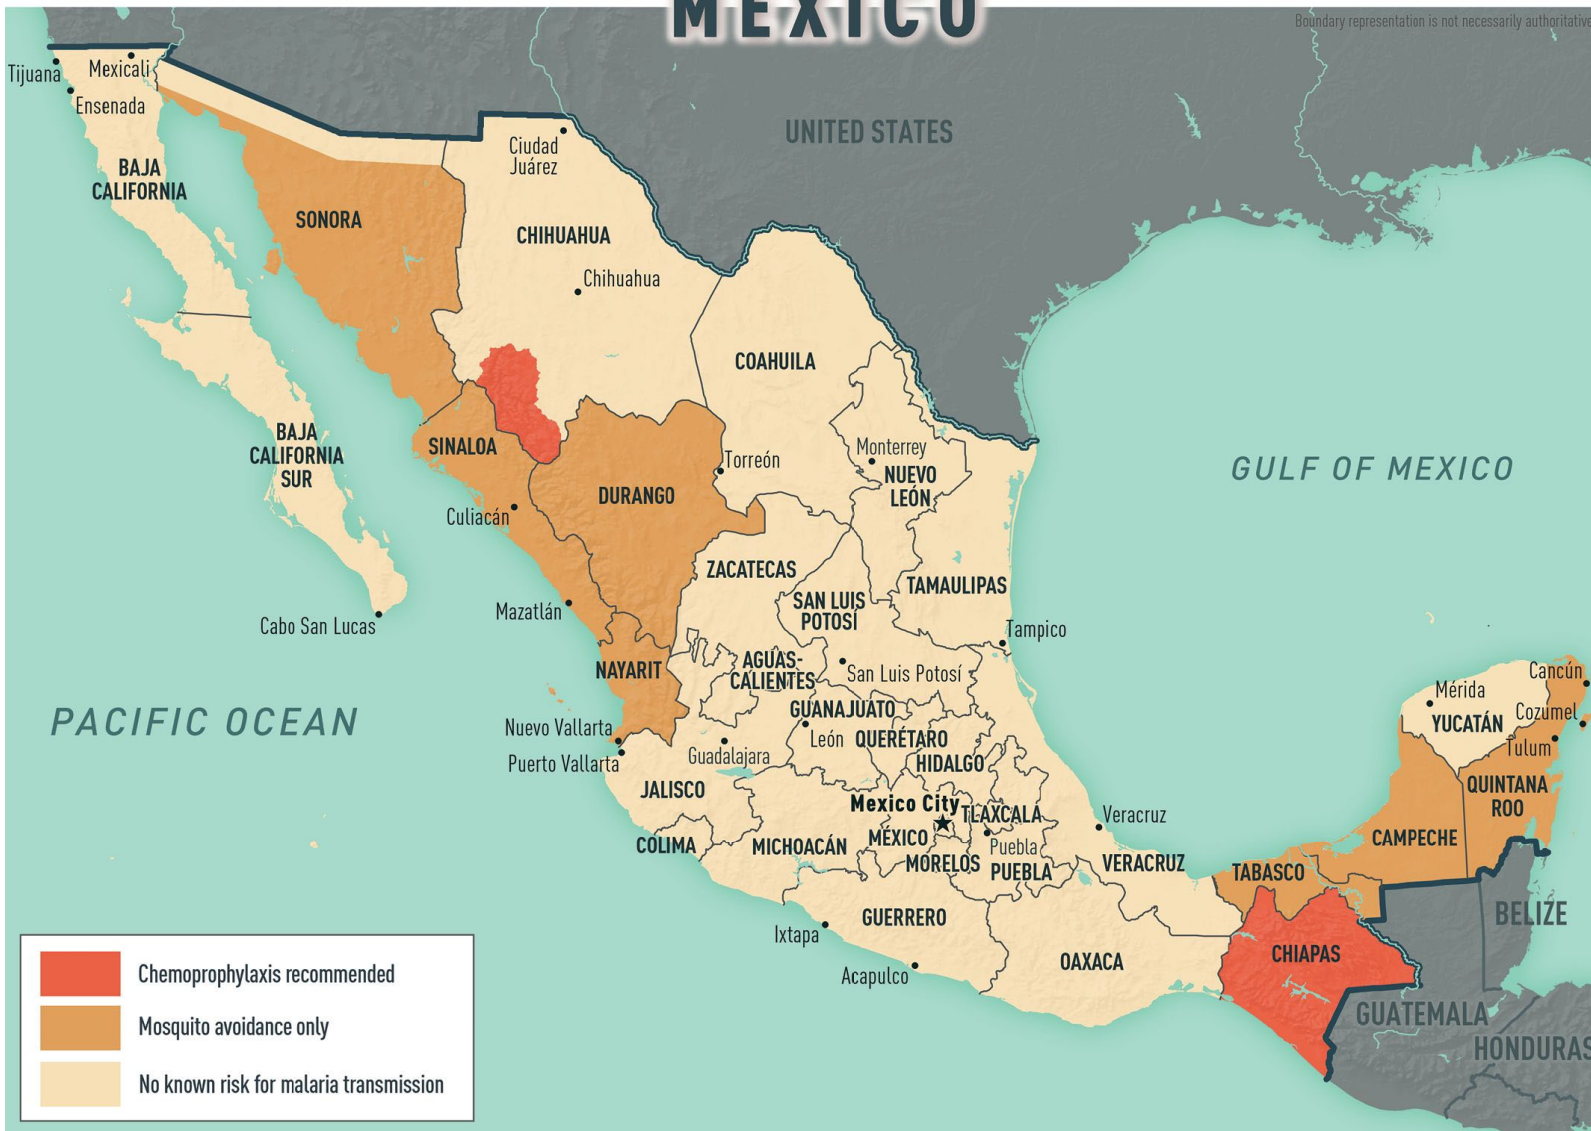 MEXICO
Boundary representation is not necessarily authoritative
Tijuana
Mexicali
Ensenada
BAJA
CALIFORNIA
SONORA
Ciudad
Juárez
UNITED STATES
CHIHUAHUA
Chihuahua
COAHUILA
BAJA
CALIFORNIA
SUR
SINALOA
Culiacán
DURANGO
Torreón
Monterrey
NUEVO
LEÓN
GULF OF MEXICO
ZACATECAS
SAN LUIS
POTOSÍ
TAMAULIPAS
Cabo San Lucas
Mazatlán
Tampico
NAYARIT
AGUAS-
CALIENTES
San Luis Potosí
PACIFIC OCEAN
Nuevo Vallarta
Puerto Vallarta
Guadalajara
GUANAJUATO
León
QUERÉTARO
HIDALGO
JALISCO
COLIMA
MICHOACÁN
Mexico City
TLAXCALA
MÉXICO
Puebla
MORELOS
PUEBLA
Veracruz
VERACRUZ
GUERRERO
Ixtapa
Acapulco
OAXACA
Cancún
Mérida
Cozumel
YUCATÁN
Tulum
QUINTANA
ROO
CAMPECHE
TABASCO
CHIAPAS
BELIZE
GUATEMALA
HONDURAS
Chemoprophylaxis recommended
Mosquito avoidance only
No known risk for malaria transmission